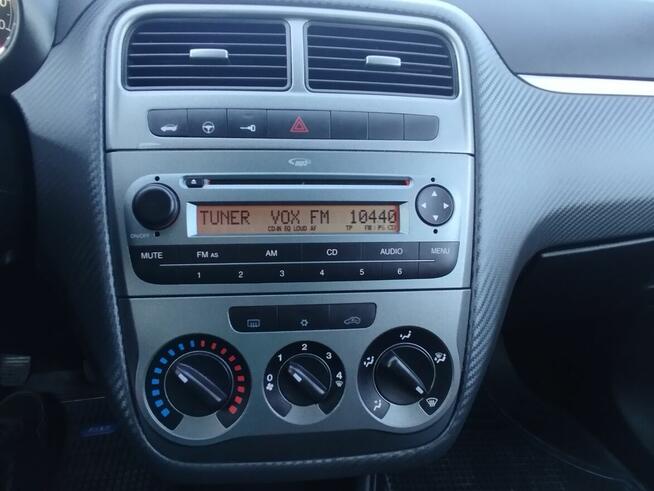 mp3
TUNER VOX FM 10440
CD-IN EQ LOUD AF TP
ON/OFF
MUTE FM AS AM CD AUDIO MENU
1 2 3 4 5 6
0 1 2 3 4